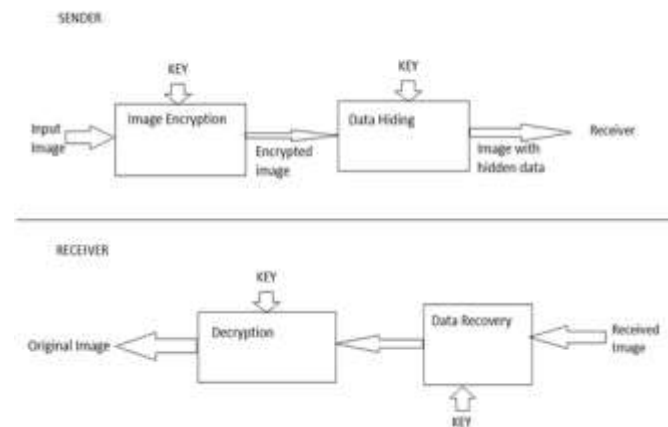 SENDER
KEY
KEY
Image Encryption
Data Hiding
Input
Image
Encrypted
image
Image with
hidden data
Receiver
RECEIVER
KEY
Decryption
Data Recovery
Original Image
Received
Image
KEY